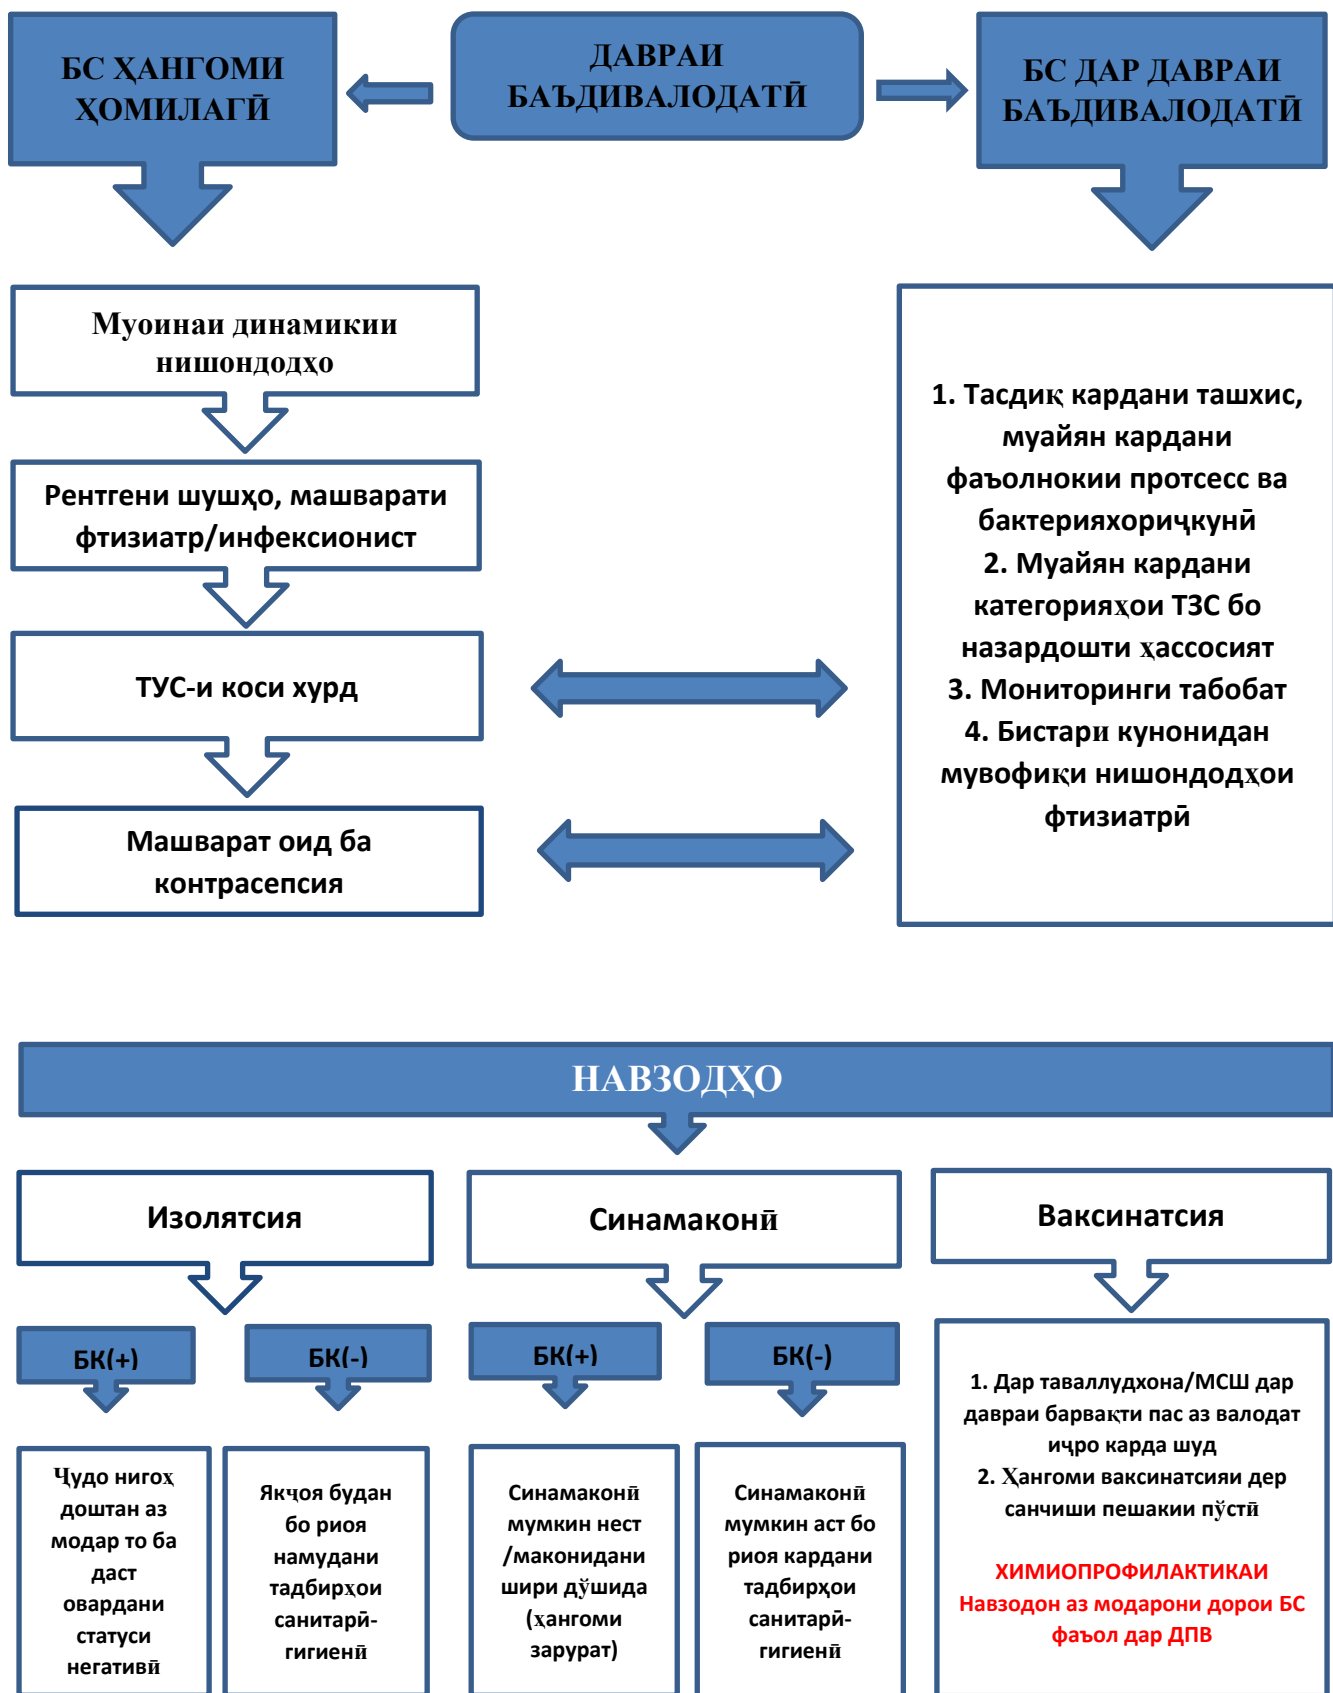 БС ҲАНГОМИ
ҲОМИЛАГӢ
ДАВРАИ
БАЪДИВАЛОДАТӢ
БС ДАР ДАВРАИ
БАЪДИВАЛОДАТӢ
Муоинаи динамикии
нишондодҳо
Рентгени шушҳо, машварати
фтизиатр/инфексионист
ТУС-и коси хурд
Машварат оид ба
контрасепсия
1. Тасдиқ кардани ташхис,
муайян кардани
фаъолнокии протсесс ва
бактерияхориҷкунӣ
2. Муайян кардани
категорияҳои ТЗС бо
назардошти ҳассосият
3. Мониторинги табобат
4. Бистари кунонидан
мувофиқи нишондодҳои
фтизиатрӣ
НАВЗОДҲО
Изолятсия
БК(+)
БК(-)
Ҷудо нигоҳ
доштан аз
модар то ба
даст
овардани
статуси
негативӣ
Якҷоя будан
бо риоя
намудани
тадбирҳои
санитарӣ-
гигиенӣ
Синамаконӣ
БК(+)
БК(-)
Синамаконӣ
мумкин нест
/маконидани
шири дӯшида
(ҳангоми
зарурат)
Синамаконӣ
мумкин аст бо
риоя кардани
тадбирҳои
санитарӣ-
гигиенӣ
Ваксинатсия
1. Дар таваллудхона/МСШ дар
давраи барвақти пас аз валодат
иҷро карда шуд
2. Ҳангоми ваксинатсияи дер
санчиши пешакии пӯстӣ
ХИМИОПРОФИЛАКТИКАИ
Навзодон аз модарони дорои БС
фаъол дар ДПВ